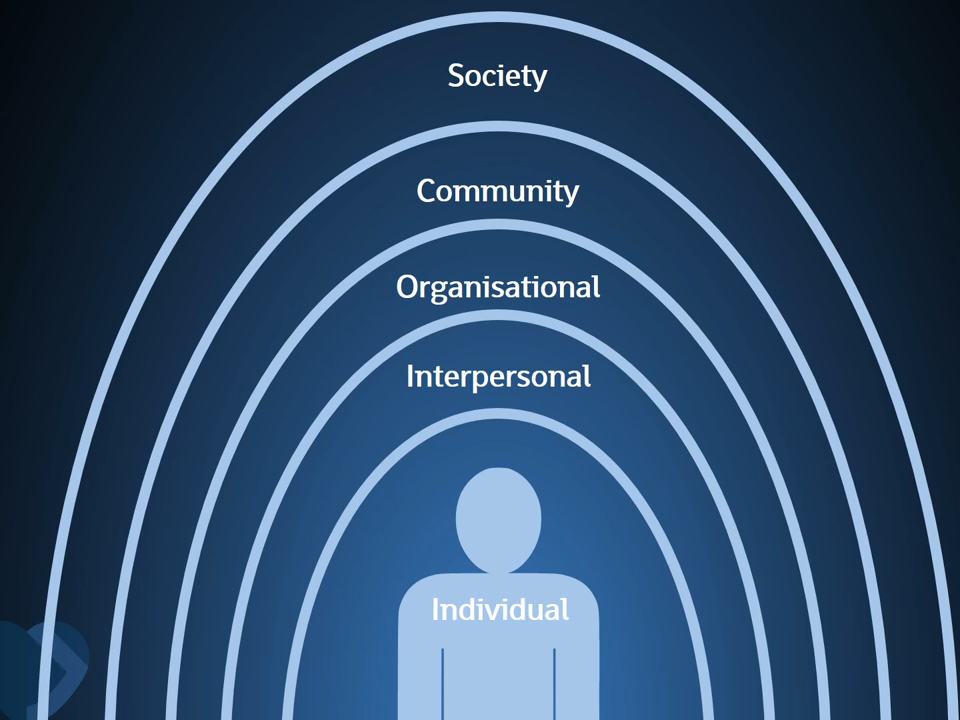 Society
Community
Organisational
Interpersonal
Individual